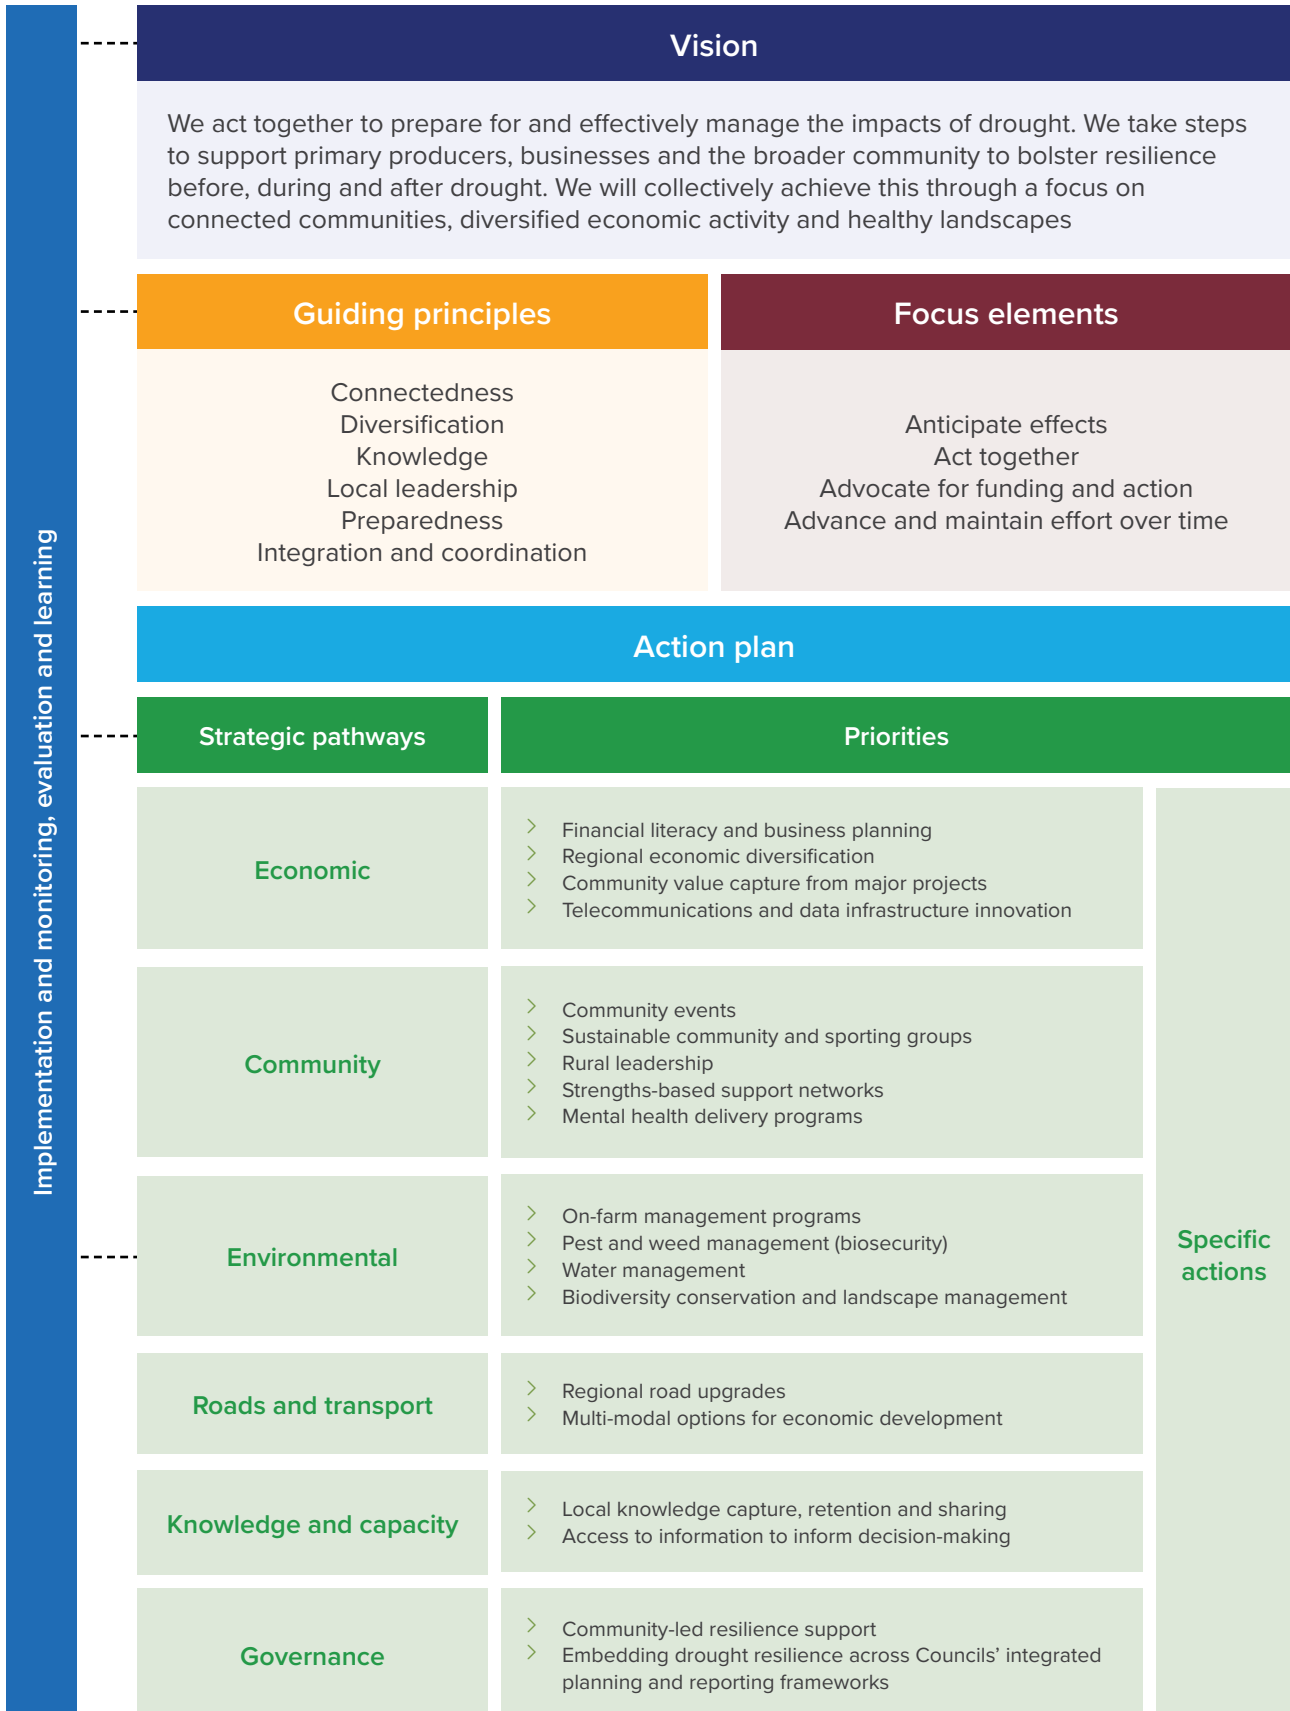 Implementation and monitoring, evaluation and learning
Vision
We act together to prepare for and effectively manage the impacts of drought. We take steps
to support primary producers, businesses and the broader community to bolster resilience
before, during and after drought. We will collectively achieve this through a focus on
connected communities, diversified economic activity and healthy landscapes
Guiding principles
Connectedness
Diversification
Knowledge
Local leadership
Preparedness
Integration and coordination
Focus elements
Anticipate effects
Act together
Advocate for funding and action
Advance and maintain effort over time
Action plan
Strategic pathways
Priorities
Economic
Financial literacy and business planning
Regional economic diversification
Community value capture from major projects
Telecommunications and data infrastructure innovation
Community
Community events
Sustainable community and sporting groups
Rural leadership
Strengths-based support networks
Mental health delivery programs
Environmental
On-farm management programs
Pest and weed management (biosecurity)
Water management
Biodiversity conservation and landscape management
Roads and transport
Regional road upgrades
Multi-modal options for economic development
Knowledge and capacity
Local knowledge capture, retention and sharing
Access to information to inform decision-making
Governance
Community-led resilience support
Embedding drought resilience across Councils’ integrated
planning and reporting frameworks
Specific
actions